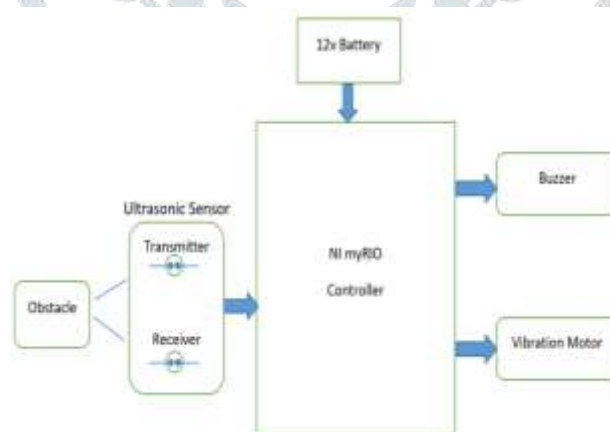 12v Battery
Buzzer
Ultrasonic Sensor
Transmitter
NI myRIO
Controller
Obstacle
Receiver
Vibration Motor